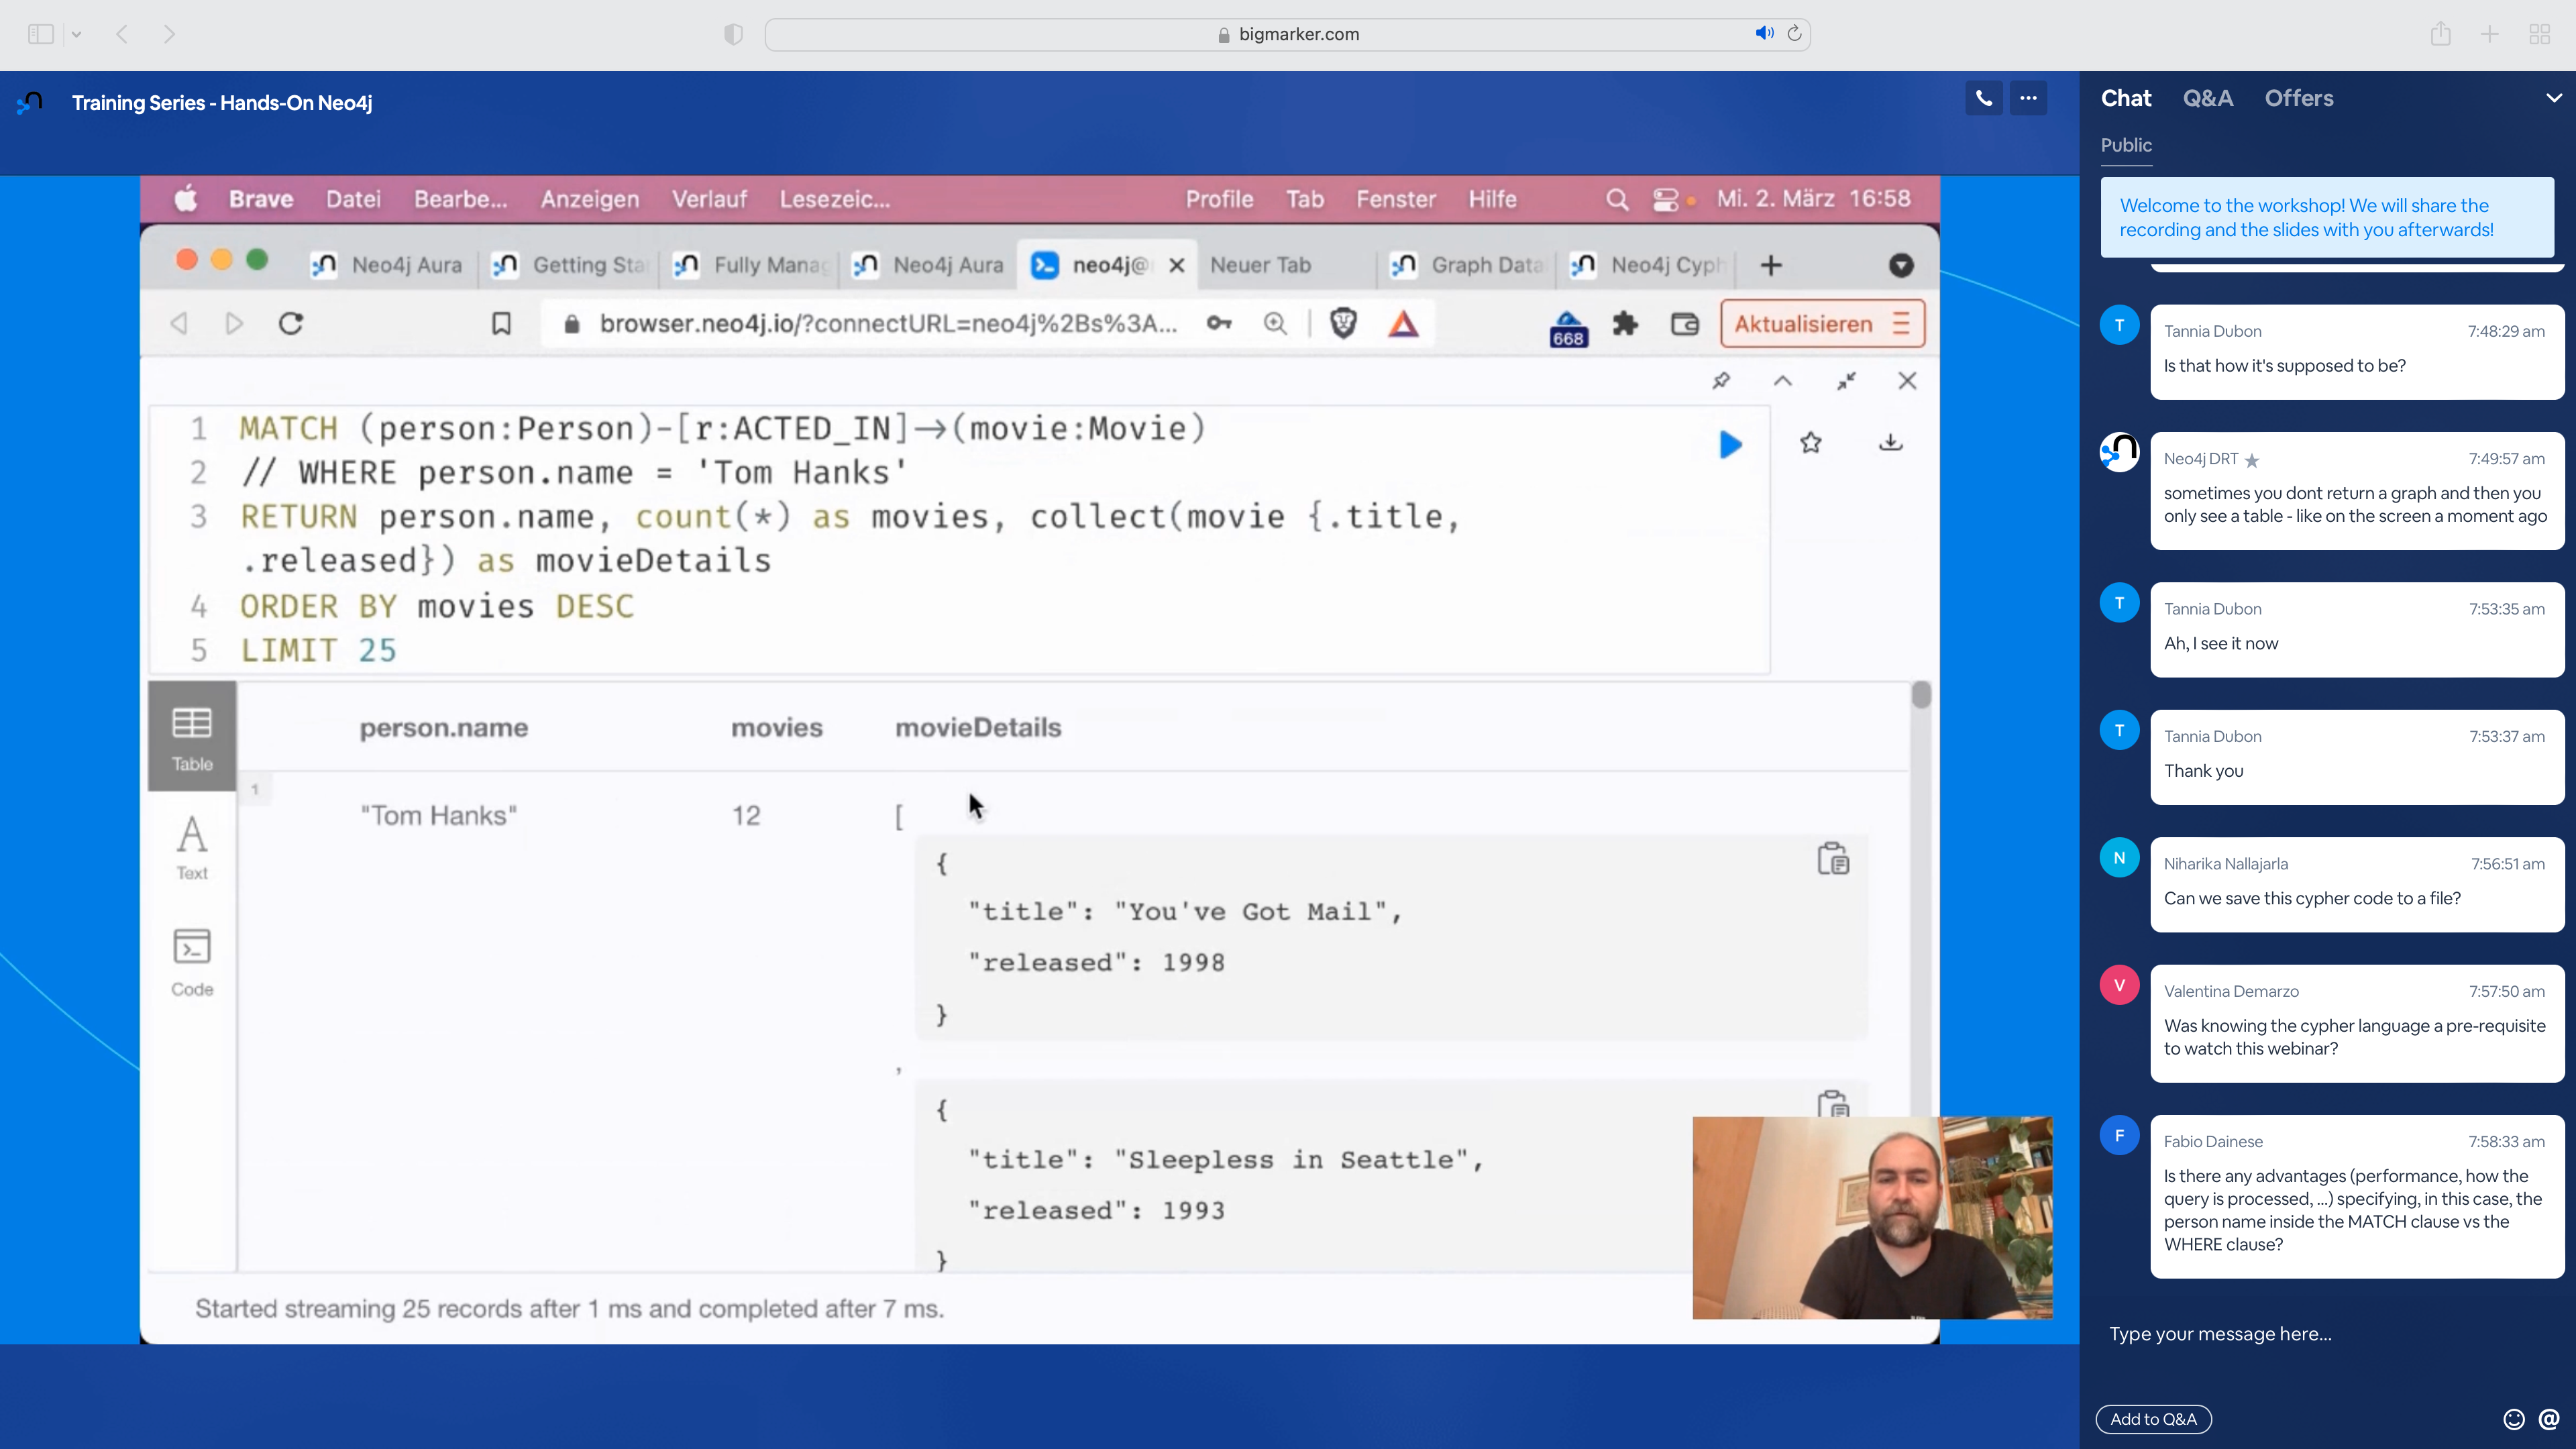 bigmarker.com
Training Series - Hands-On Neo4j
Brave Datei Bearbe... Anzeigen Verlauf Lesezeic... Profile Tab Fenster Hilfe Mi. 2. März 16:58
Neo4j Aura Getting Sta Fully Manag Neo4j Aura neo4j@ Neuer Tab Graph Data Neo4j Cyph
browser.neo4j.io/?connectURL=neo4j%2Bs%3A... 668 Aktualisieren
1 MATCH (person:Person)-[r:ACTED_IN]→(movie:Movie)
2 // WHERE person.name = 'Tom Hanks'
3 RETURN person.name, count(*) as movies, collect(movie {.title,
.released}) as movieDetails
4 ORDER BY movies DESC
5 LIMIT 25
Table
Text
Code
person.name movies movieDetails
1
"Tom Hanks" 12 [
{
"title": "You've Got Mail",
"released": 1998
}
,
{
"title": "Sleepless in Seattle",
"released": 1993
}
Started streaming 25 records after 1 ms and completed after 7 ms.
Chat Q&A Offers
Public
Welcome to the workshop! We will share the
recording and the slides with you afterwards!
T
Tannia Dubon 7:48:29 am
Is that how it's supposed to be?
Neo4j DRT 7:49:57 am
sometimes you dont return a graph and then you
only see a table - like on the screen a moment ago
T
Tannia Dubon 7:53:35 am
Ah, I see it now
T
Tannia Dubon 7:53:37 am
Thank you
N
Niharika Nallajarla 7:56:51 am
Can we save this cypher code to a file?
V
Valentina Demarzo 7:57:50 am
Was knowing the cypher language a pre-requisite
to watch this webinar?
F
Fabio Dainese 7:58:33 am
Is there any advantages (performance, how the
query is processed, ...) specifying, in this case, the
person name inside the MATCH clause vs the
WHERE clause?
Type your message here...
Add to Q&A
@